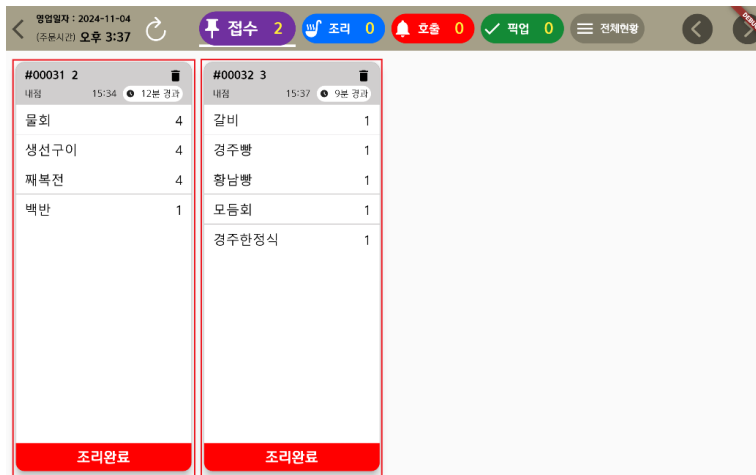 영업일자 : 2024-11-04
(주문시간) 오후 3:37
접수 2
조리 0
호출 0
픽업 0
전체현황
#00031 2
내점 15:34 12분 경과
물회 4
생선구이 4
째복전 4
백반 1
조리완료
#00032 3
내점 15:37 9분 경과
갈비 1
경주빵 1
황남빵 1
모듬회 1
경주한정식 1
조리완료